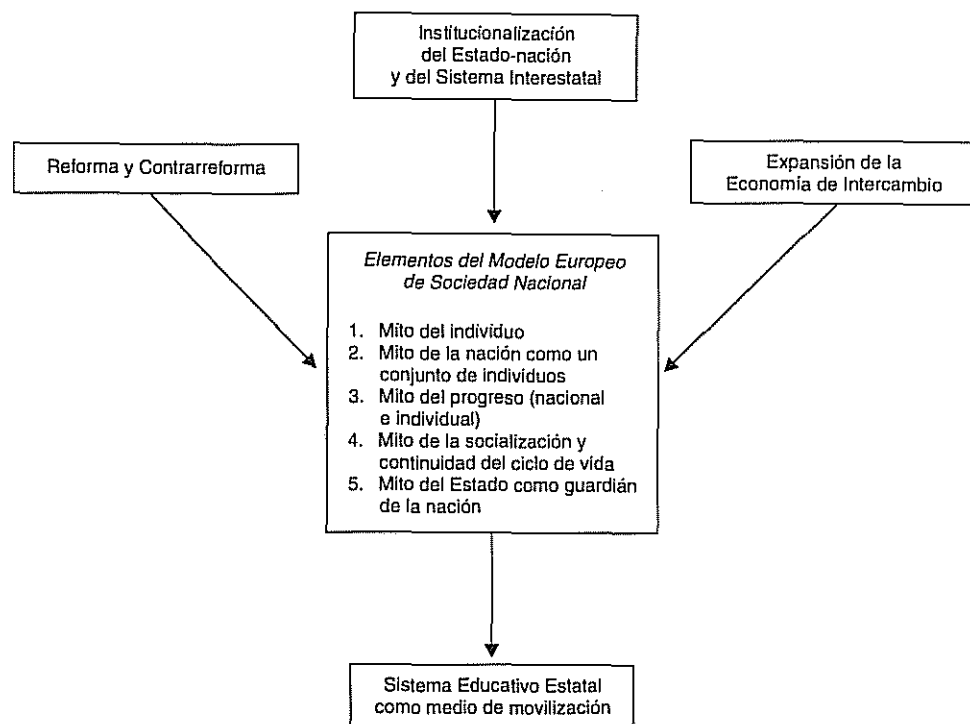 Institucionalización
del Estado-nación
y del Sistema Interestatal
Reforma y Contrarreforma
Expansión de la
Economía de Intercambio
Elementos del Modelo Europeo
de Sociedad Nacional
1. Mito del individuo
2. Mito de la nación como un
conjunto de individuos
3. Mito del progreso (nacional
e individual)
4. Mito de la socialización y
continuidad del ciclo de vida
5. Mito del Estado como guardián
de la nación
Sistema Educativo Estatal
como medio de movilización